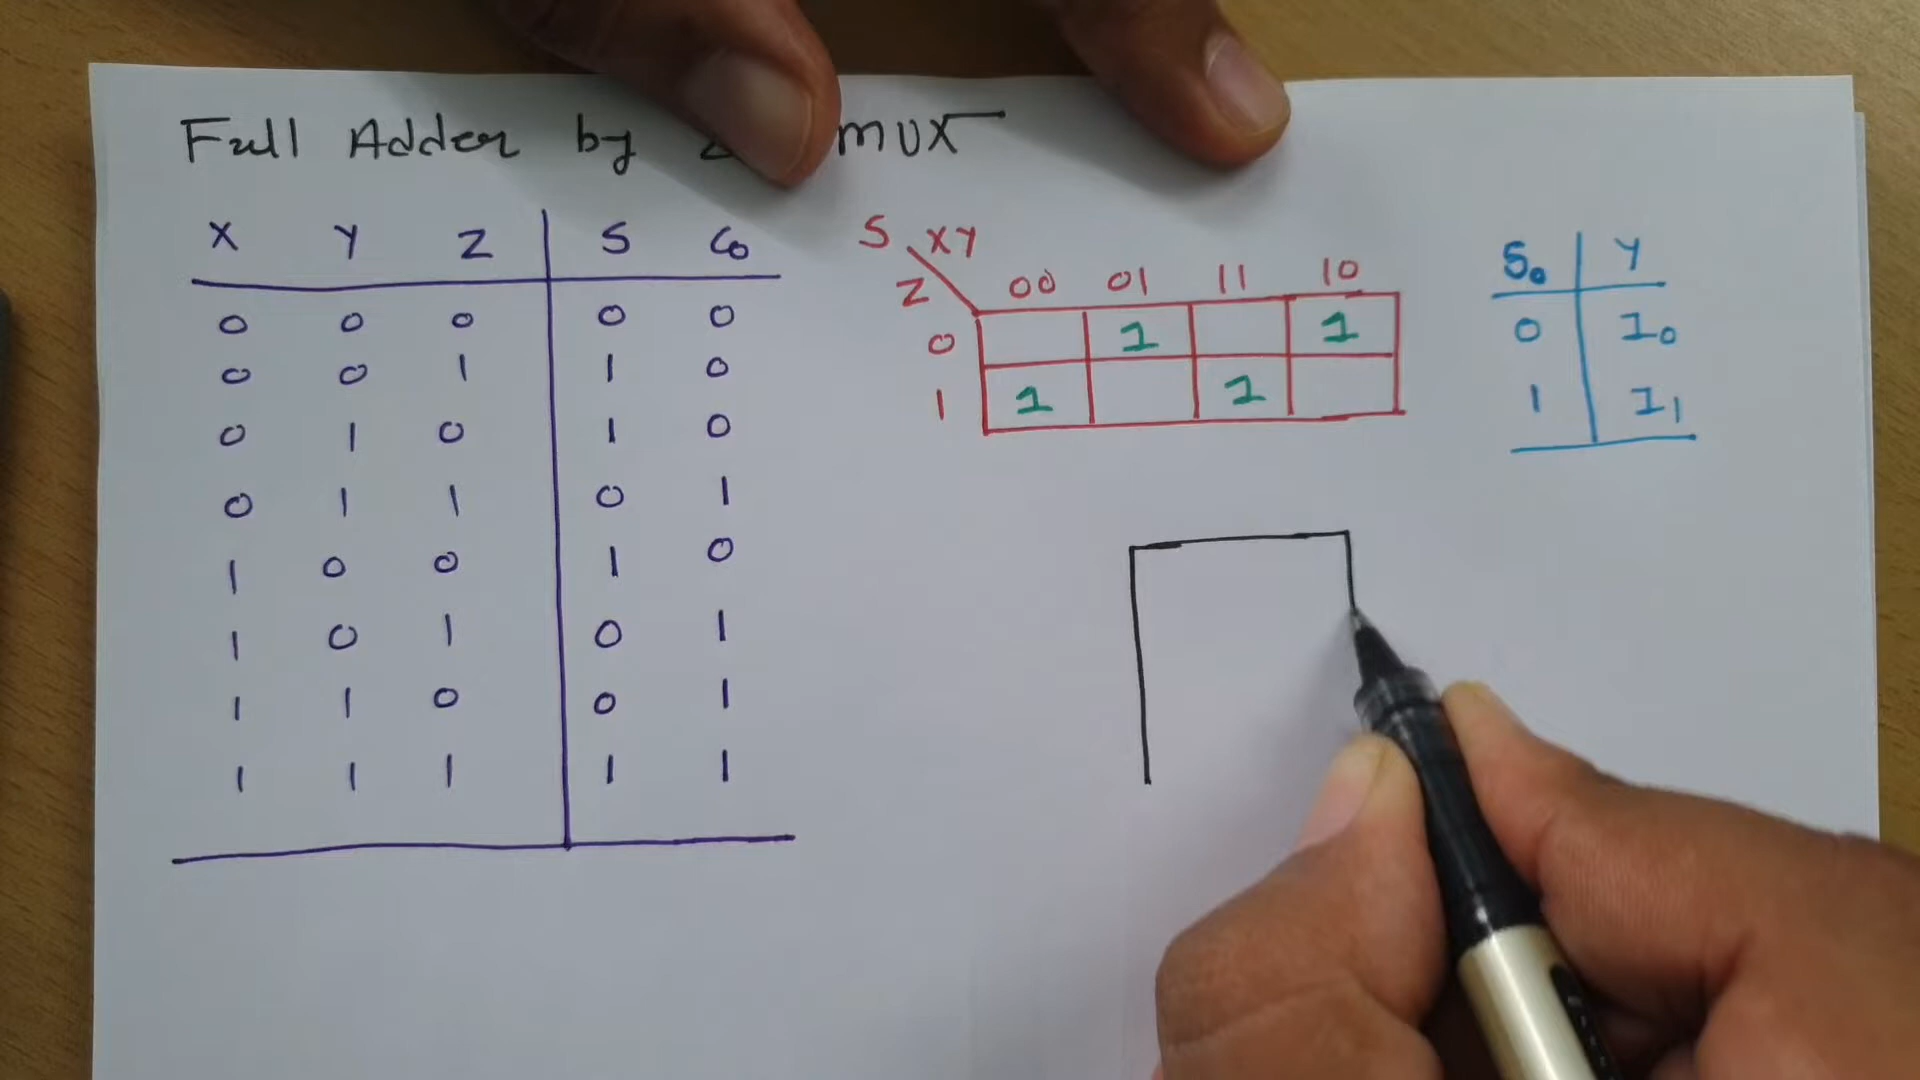 Full Adder by MUX
X Y Z S Co
0 0 0 0 0
0 0 1 1 0
0 1 0 1 0
0 1 1 0 1
1 0 0 1 0
1 0 1 0 1
1 1 0 0 1
1 1 1 1 1
S XY
Z 00 01 11 10
0 1 1
1 1 1
S0 Y
0 I0
1 I1